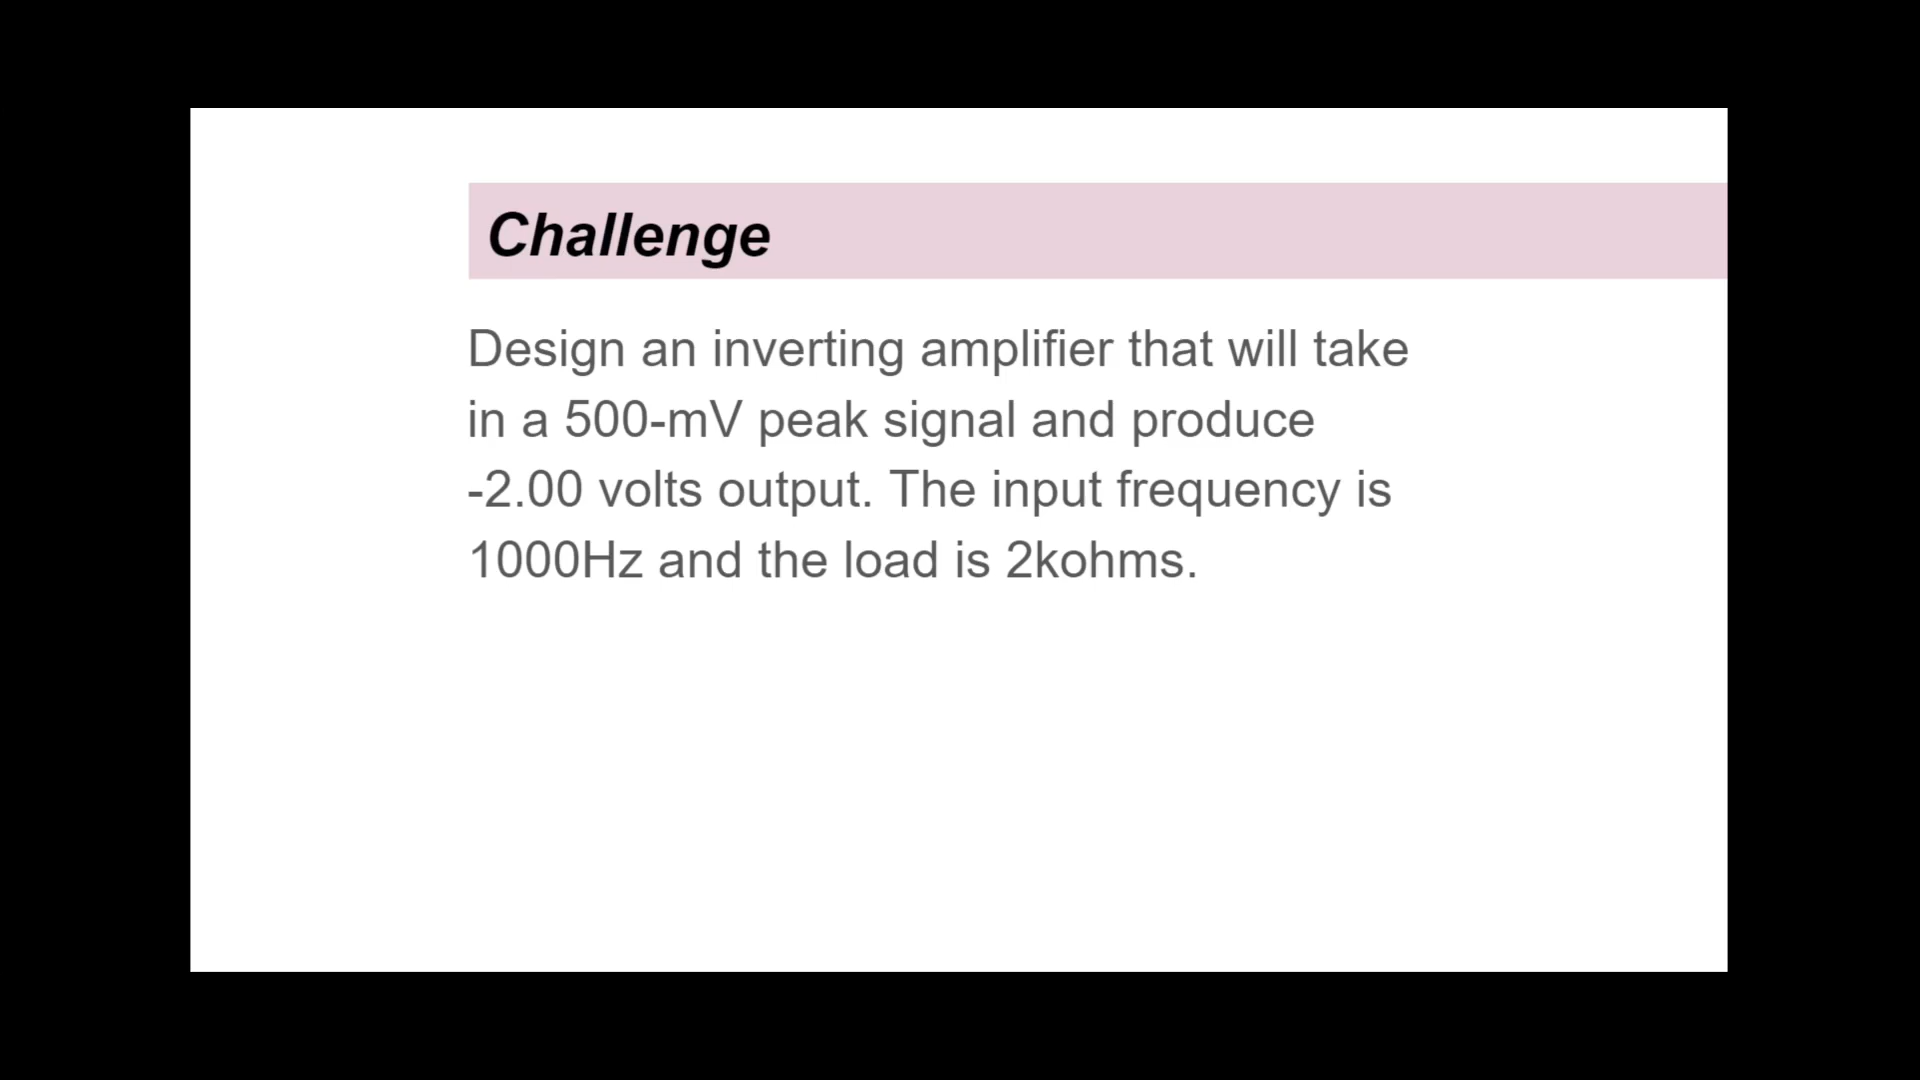 Challenge
Design an inverting amplifier that will take
in a 500-mV peak signal and produce
-2.00 volts output. The input frequency is
1000Hz and the load is 2kohms.